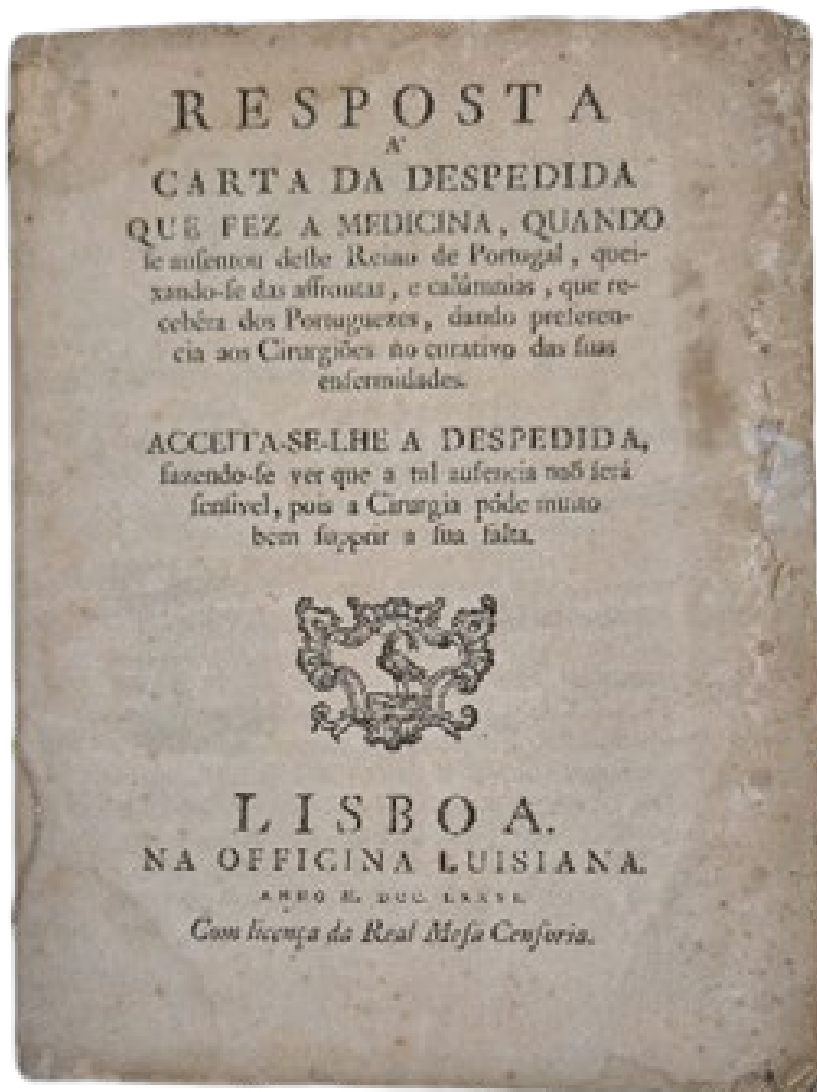 RESPOSTA
A'
CARTA DA DESPEDIDA
QUE FEZ A MEDICINA, QUANDO
ſe auſentou deſte Reino de Portugal, quei-
xando-ſe das affrontas, e calúmnias, que re-
cebêra dos Portuguezes, dando preferen-
cia aos Cirurgiões no curativo das ſuas
enfermidades.
ACCEITA-SE-LHE A DESPEDIDA,
fazendo-ſe ver que a tal auſencia naõ ſerá
ſenſivel, pois a Cirurgia póde muito
bem ſupprir a ſua falta.
LISBOA.
NA OFFICINA LUISIANA.
ANNO M. DCC.
Com licença da Real Meſa Cenſoria.